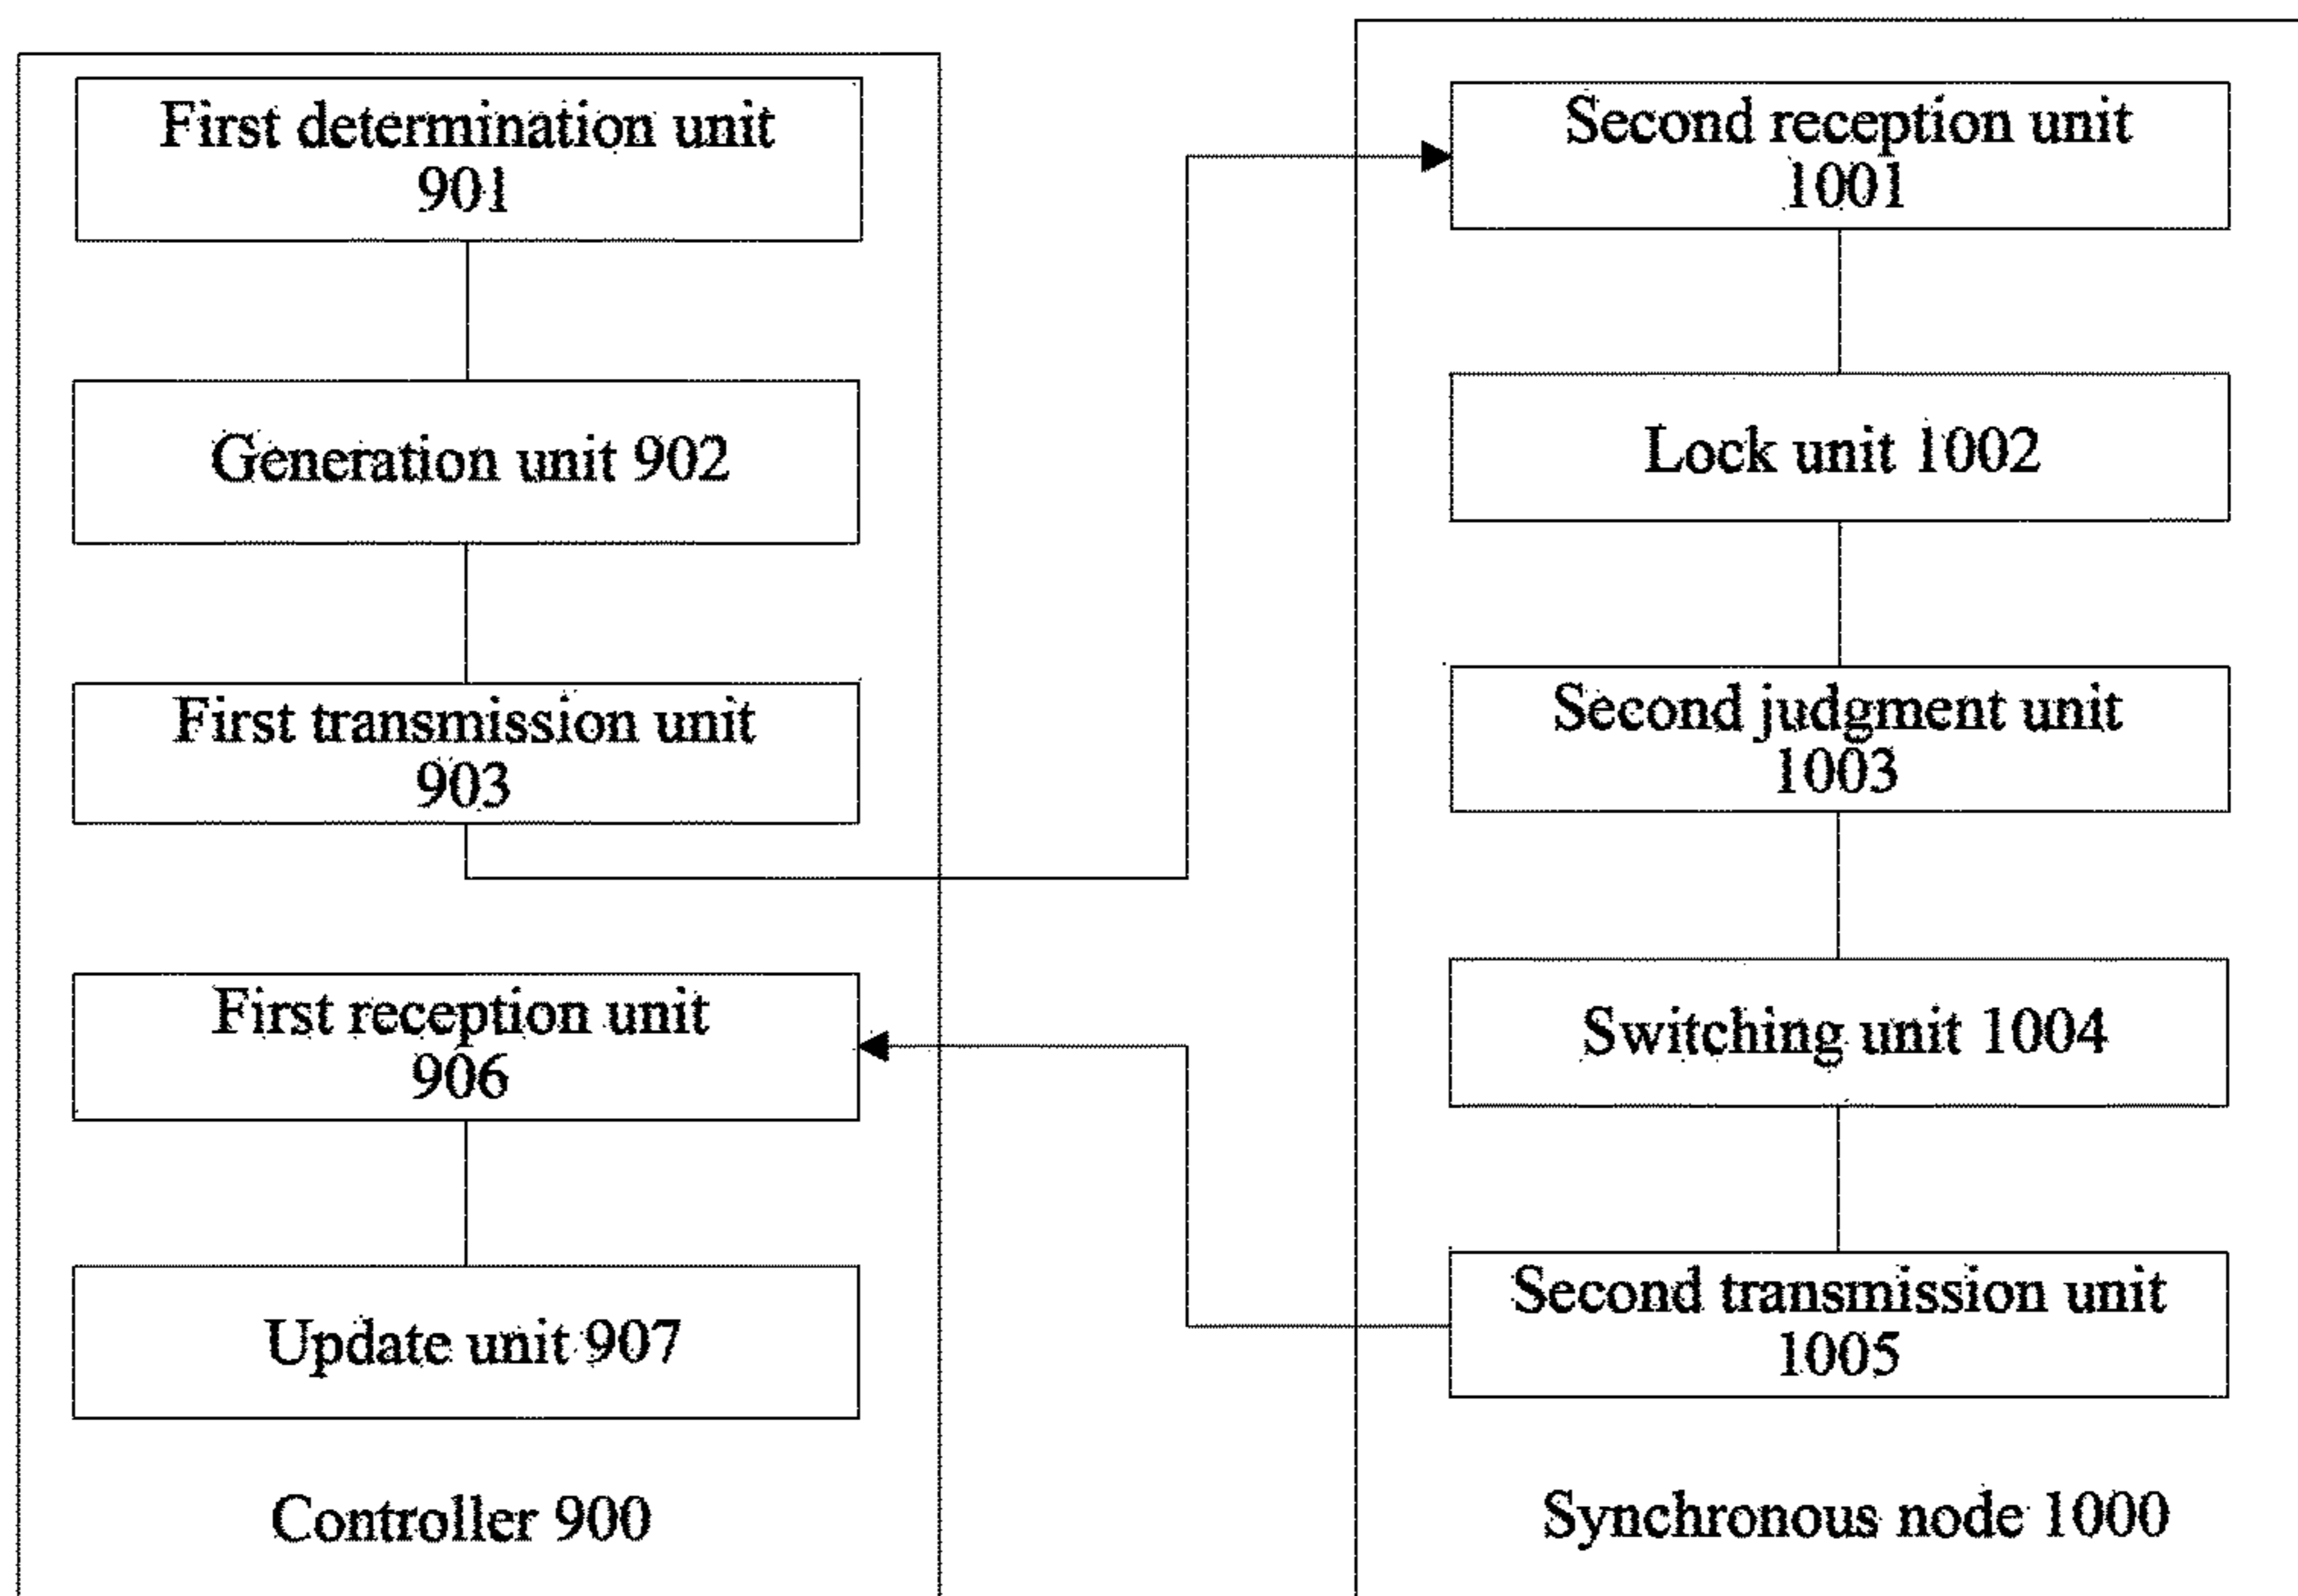 First determination unit
901
Generation unit 902
First transmission unit
903
First reception unit
906
Update unit 907
Controller 900
Second reception unit
1001
Lock unit 1002
Second judgment unit
1003
Switching unit 1004
Second transmission unit
1005
Synchronous node 1000